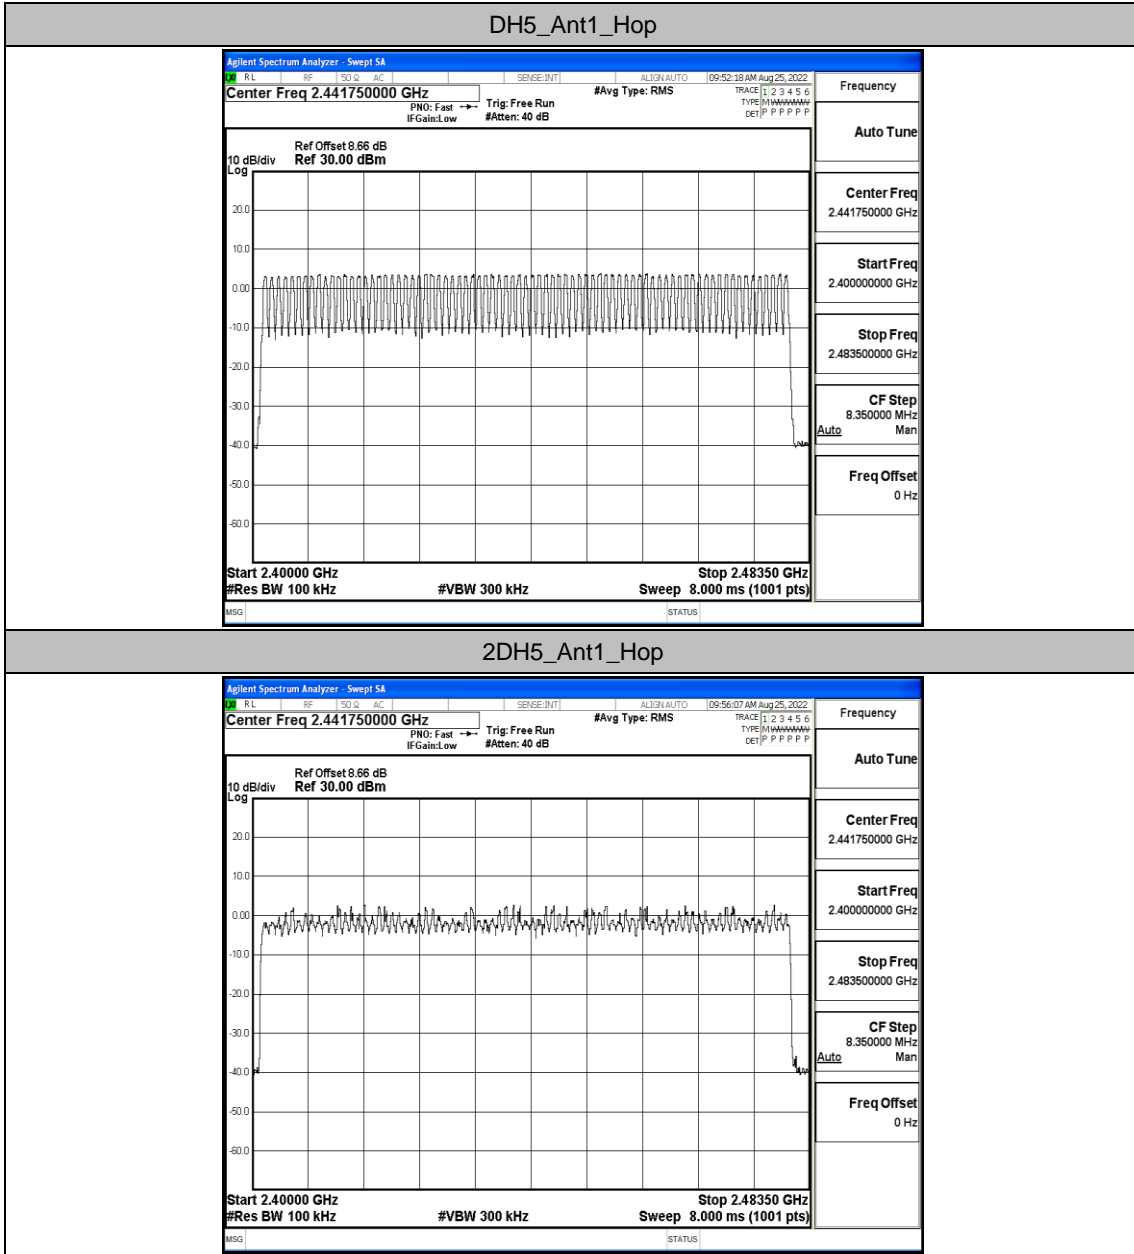 DH5_Ant1_Hop
Agilent Spectrum Analyzer - Swept SA
LXI RL RF 50 Ω AC SENSE:INT ALIGN AUTO 09:52:18 AM Aug 25, 2022
Center Freq 2.441750000 GHz
PNO: Fast
IFGain:Low
Trig: Free Run
#Atten: 40 dB
#Avg Type: RMS
TRACE 1 2 3 4 5 6
TYPE M
DET P P P P P P
Frequency
Auto Tune
Center Freq
2.441750000 GHz
Start Freq
2.400000000 GHz
Stop Freq
2.483500000 GHz
CF Step
8.350000 MHz
Auto Man
Freq Offset
0 Hz
Ref Offset 8.66 dB
10 dB/div Ref 30.00 dBm
Log
20.0
10.0
0.00
-10.0
-20.0
-30.0
-40.0
-50.0
-60.0
Start 2.40000 GHz Stop 2.48350 GHz
#Res BW 100 kHz #VBW 300 kHz Sweep 8.000 ms (1001 pts)
MSG STATUS
2DH5_Ant1_Hop
Agilent Spectrum Analyzer - Swept SA
LXI RL RF 50 Ω AC SENSE:INT ALIGN AUTO 09:56:07 AM Aug 25, 2022
Center Freq 2.441750000 GHz
PNO: Fast
IFGain:Low
Trig: Free Run
#Atten: 40 dB
#Avg Type: RMS
TRACE 1 2 3 4 5 6
TYPE M
DET P P P P P P
Frequency
Auto Tune
Center Freq
2.441750000 GHz
Start Freq
2.400000000 GHz
Stop Freq
2.483500000 GHz
CF Step
8.350000 MHz
Auto Man
Freq Offset
0 Hz
Ref Offset 8.66 dB
10 dB/div Ref 30.00 dBm
Log
20.0
10.0
0.00
-10.0
-20.0
-30.0
-40.0
-50.0
-60.0
Start 2.40000 GHz Stop 2.48350 GHz
#Res BW 100 kHz #VBW 300 kHz Sweep 8.000 ms (1001 pts)
MSG STATUS